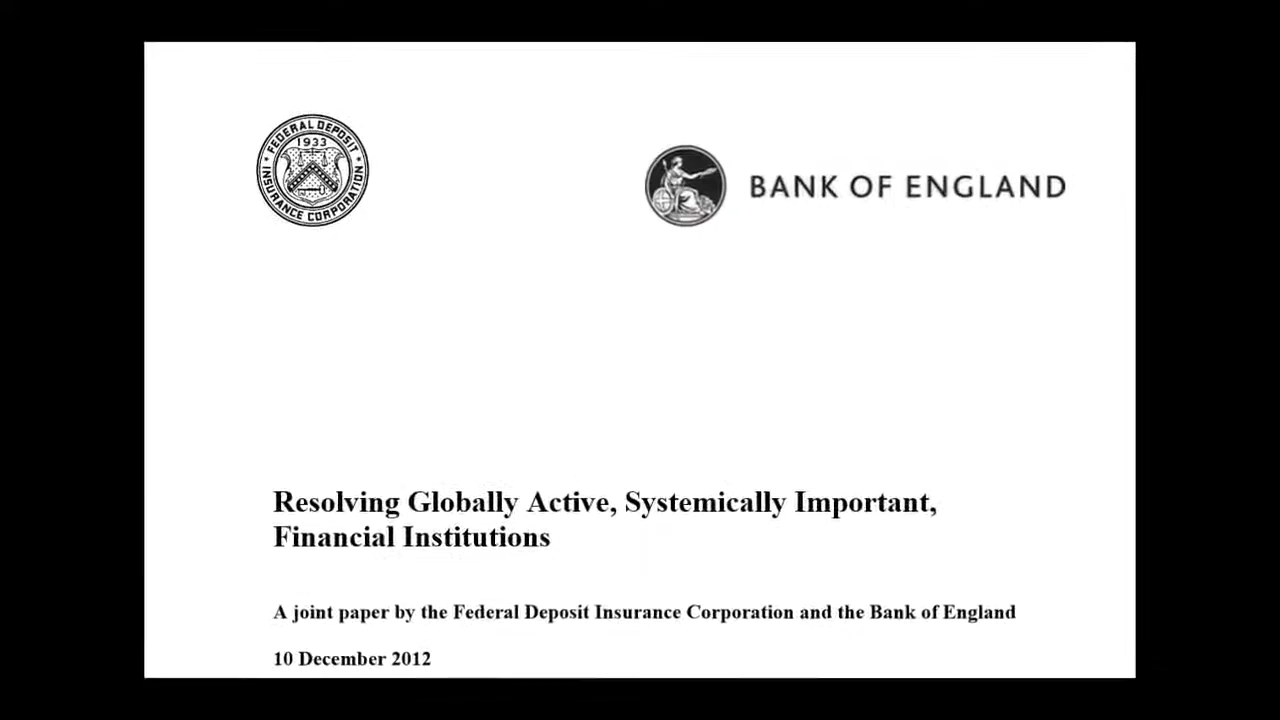 FEDERAL DEPOSIT INSURANCE CORPORATION
1933
BANK OF ENGLAND
Resolving Globally Active, Systemically Important,
Financial Institutions
A joint paper by the Federal Deposit Insurance Corporation and the Bank of England
10 December 2012